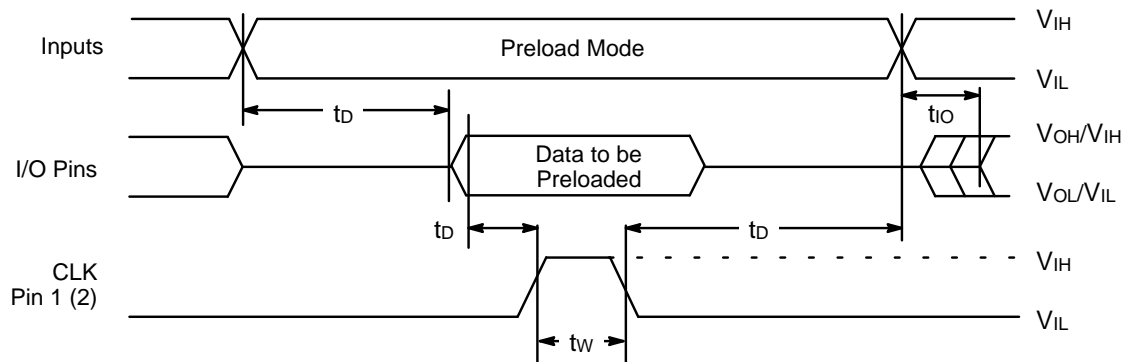 Inputs
Preload Mode
VIH
VIL
tD
tIO
I/O Pins
Data to be
Preloaded
VOH/VIH
VOL/VIL
tD
tD
CLK
Pin 1 (2)
VIH
VIL
tW